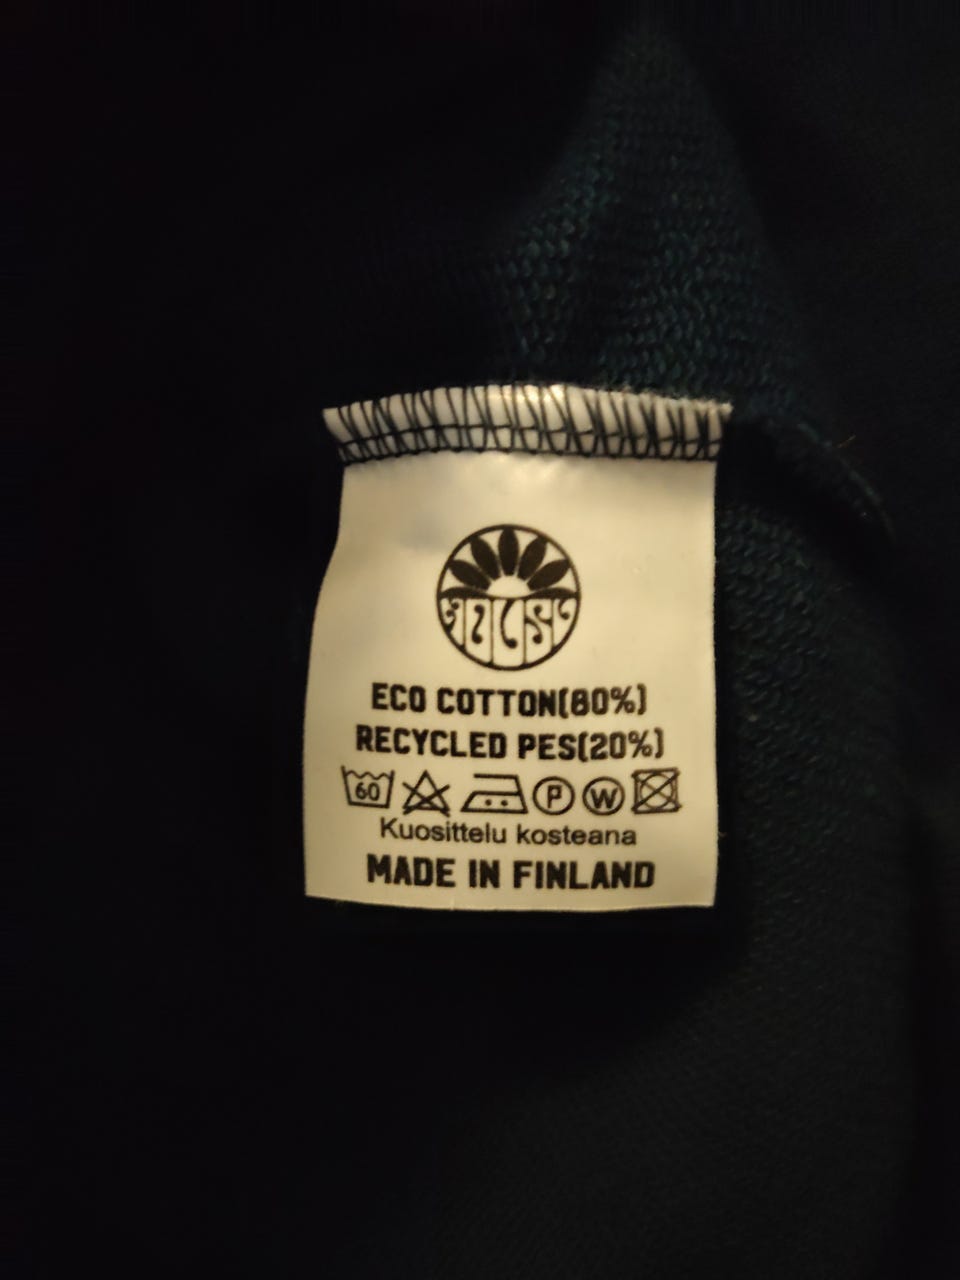 ECO COTTON(80%)
RECYCLED PES(20%)
60 P W
Kuosittelu kosteana
MADE IN FINLAND